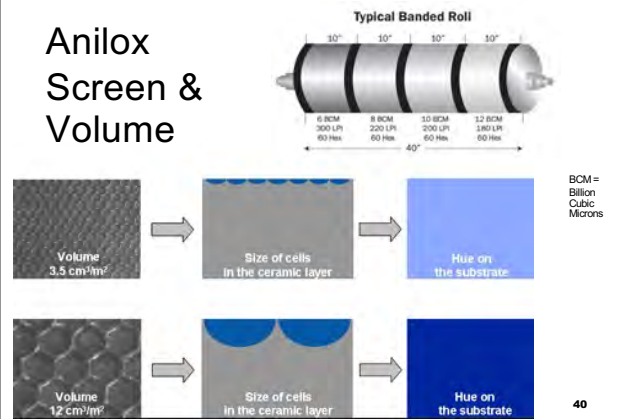 Anilox
Screen &
Volume
Typical Banded Roll
10" 10" 10" 10"
6 BCM 8 BCM 10 BCM 12 BCM
300 LPI 220 LPI 200 LPI 180 LPI
60 Hex 60 Hex 60 Hex 60 Hex
40"
BCM =
Billion
Cubic
Microns
Volume
3.5 cm³/m²
Size of cells
in the ceramic layer
Hue on
the substrate
Volume
12 cm³/m²
Size of cells
in the ceramic layer
Hue on
the substrate
40